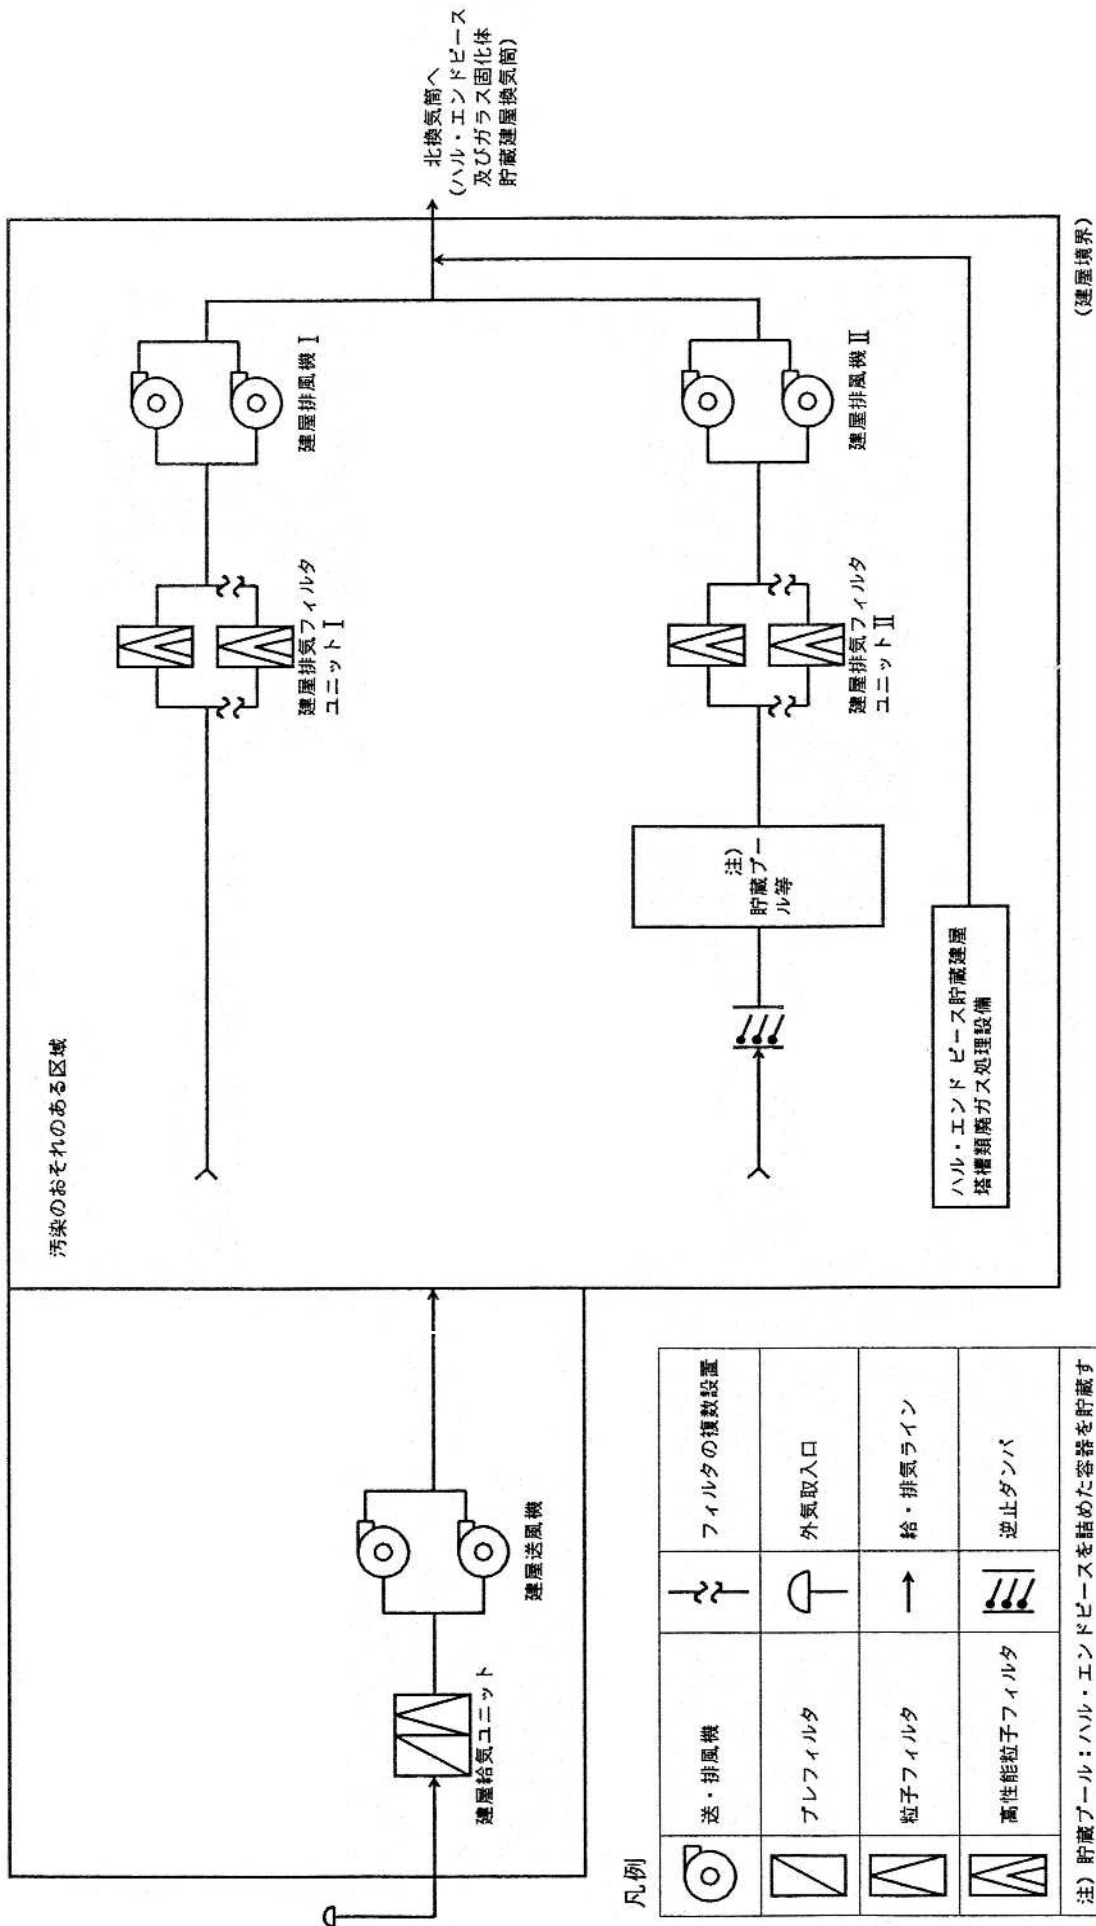 汚染のおそれのある区域
北換気筒へ
(ハル・エンドピース
及びガラス固化体
貯蔵建屋換気筒)
建屋給気ユニット
建屋送風機
建屋排気フィルタ
ユニットⅠ
建屋排風機Ⅰ
注)
貯蔵プー
ル等
建屋排気フィルタ
ユニットⅡ
建屋排風機Ⅱ
ハル・エンド ピース貯蔵建屋
塔槽類廃ガス処理設備
(建屋境界)
凡例
送・排風機
フィルタの複数設置
プレフィルタ
外気取入口
粒子フィルタ
給・排気ライン
高性能粒子フィルタ
逆止ダンパ
注) 貯蔵プール:ハル・エンドピースを詰めた容器を貯蔵す